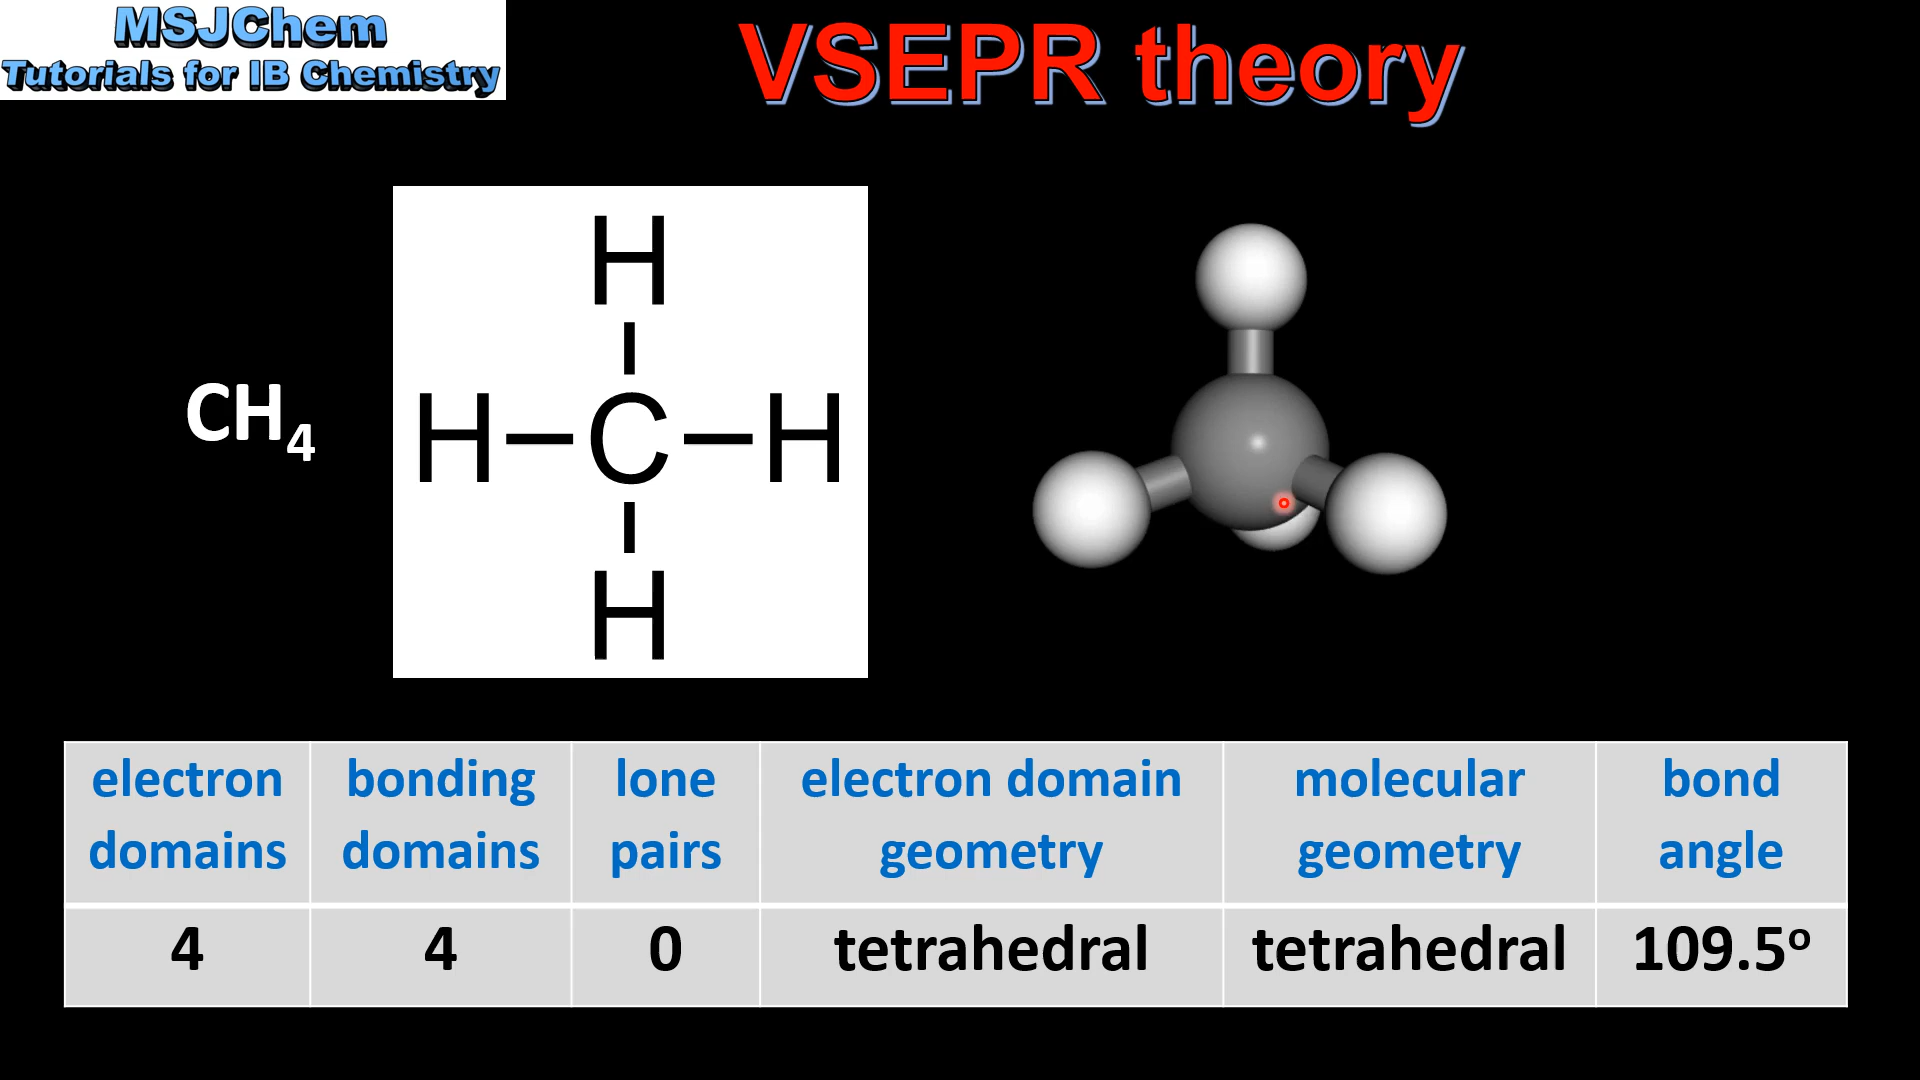 MSJChem
Tutorials for IB Chemistry
VSEPR theory
CH₄
H
H–C–H
H
electron domains
bonding domains
lone pairs
electron domain geometry
molecular geometry
bond angle
4
4
0
tetrahedral
tetrahedral
109.5º